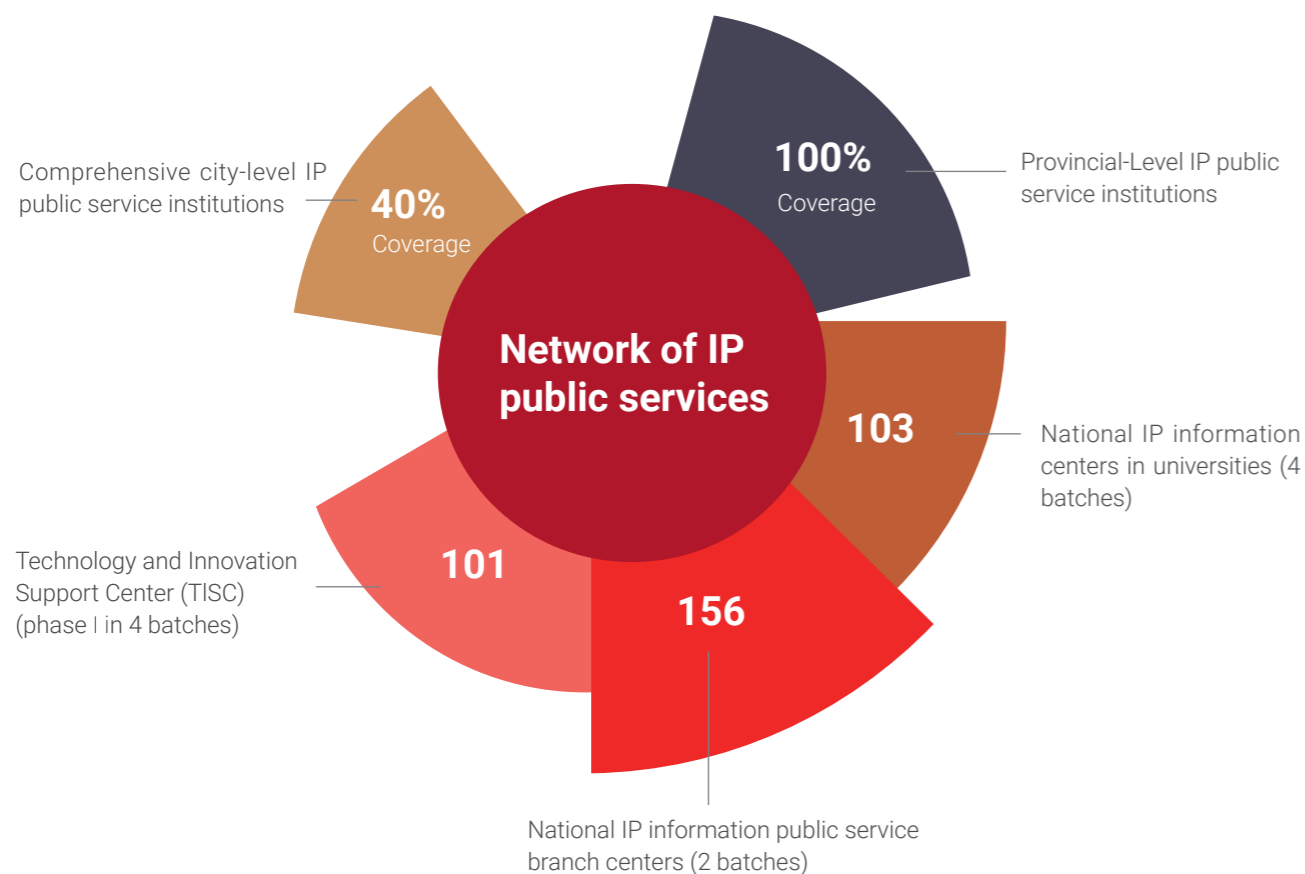 100%
Coverage
Provincial-Level IP public
service institutions
Comprehensive city-level IP
public service institutions
40%
Coverage
Network of IP
public services
103
National IP information
centers in universities (4
batches)
Technology and Innovation
Support Center (TISC)
(phase I in 4 batches)
101
156
National IP information public service
branch centers (2 batches)